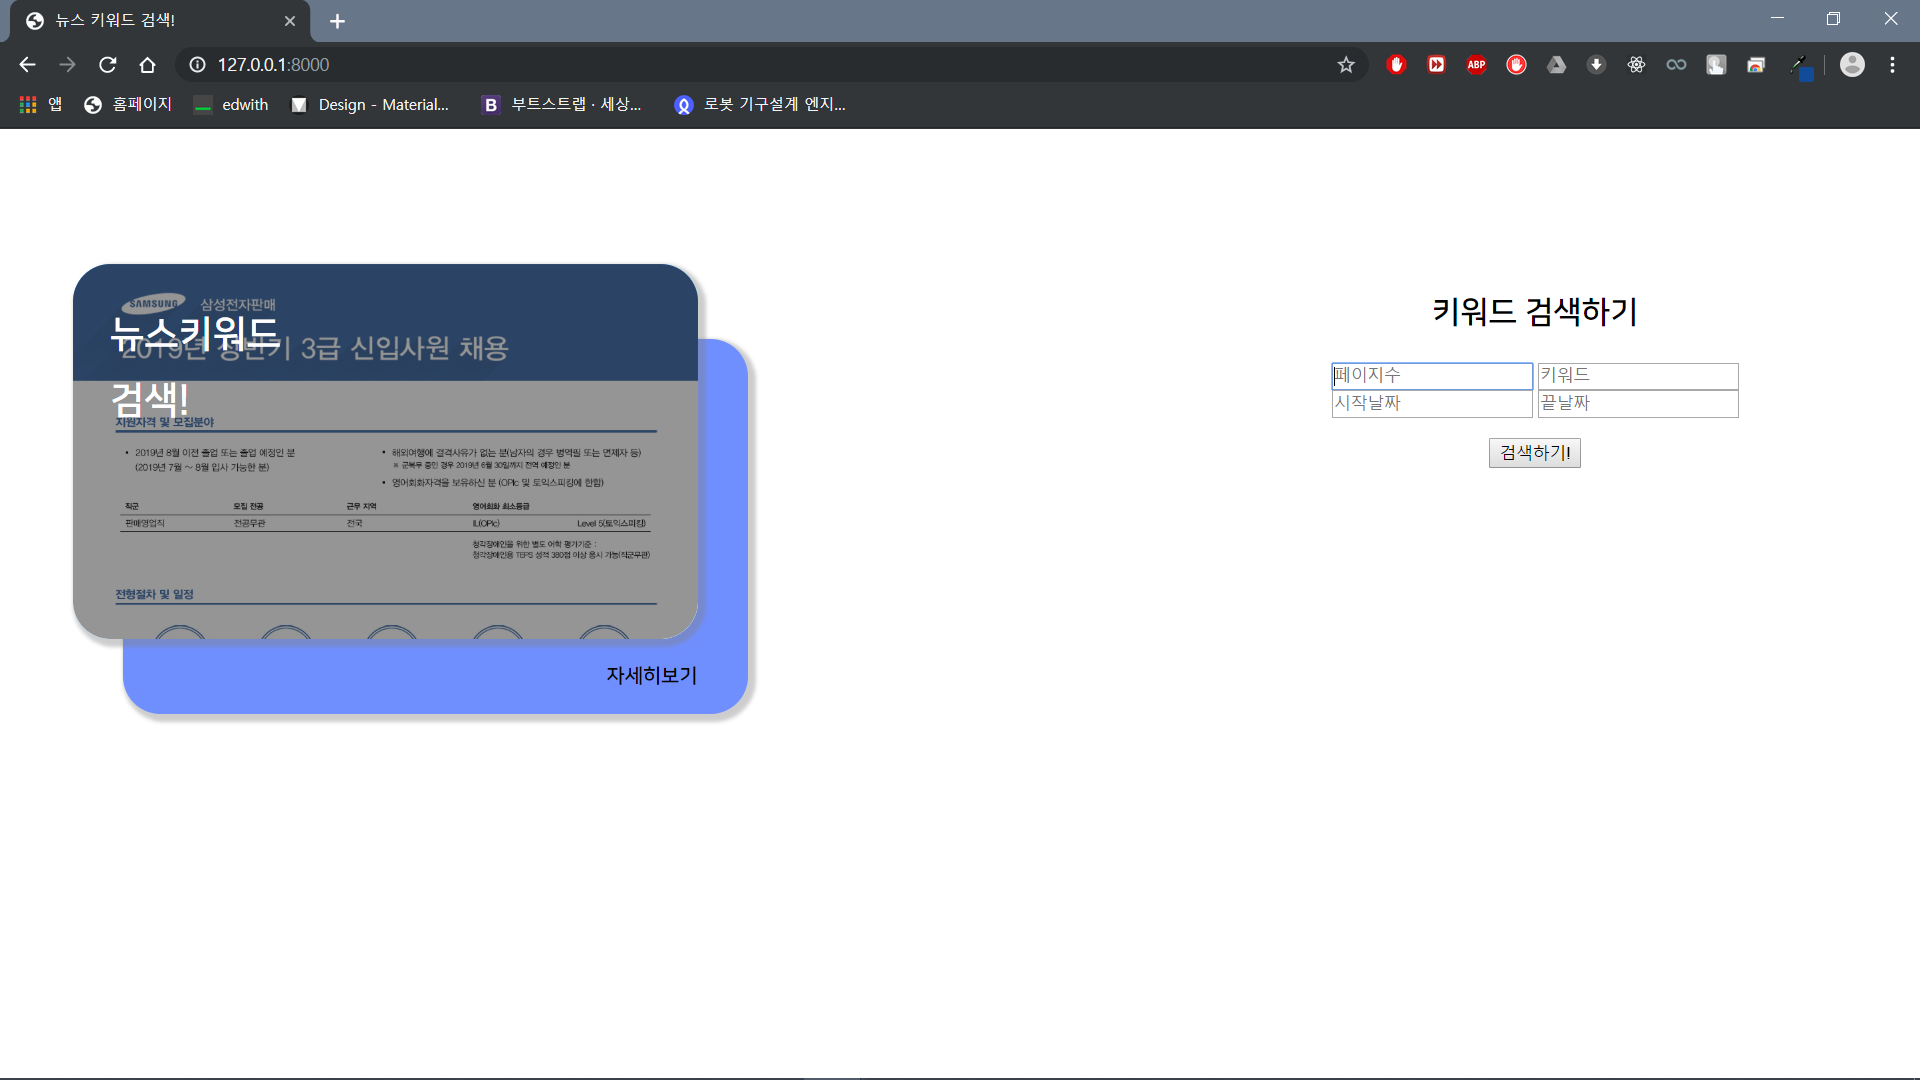 뉴스 키워드 검색!
127.0.0.1:8000
ABP
앱
홈페이지
edwith
Design - Material...
B
부트스트랩 · 세상...
로봇 기구설계 엔지...
SAMSUNG 삼성전자판매
뉴스키워드
2019년 상반기 3급 신입사원 채용
검색!
지원자격 및 모집분야
• 2019년 8월 이전 졸업 또는 졸업 예정인 분
(2019년 7월 ~ 8월 입사 가능한 분)
• 해외여행에 결격사유가 없는 분(남자의 경우 병역필 또는 면제자 등)
※ 군복무 중인 경우 2019년 6월 30일까지 전역 예정인 분
• 영어회화자격을 보유하신 분 (OPIc 및 토익스피킹에 한함)
직군 모집 전공 근무 지역 영어회화 최소등급
판매영업직 전공무관 전국 IL(OPIc) Level 5(토익스피킹)
청각장애인을 위한 별도 어학 평가기준 :
청각장애인용 TEPS 성적 380점 이상 응시 가능(직군무관)
전형절차 및 일정
자세히보기
키워드 검색하기
페이지수 키워드
시작날짜 끝날짜
검색하기!